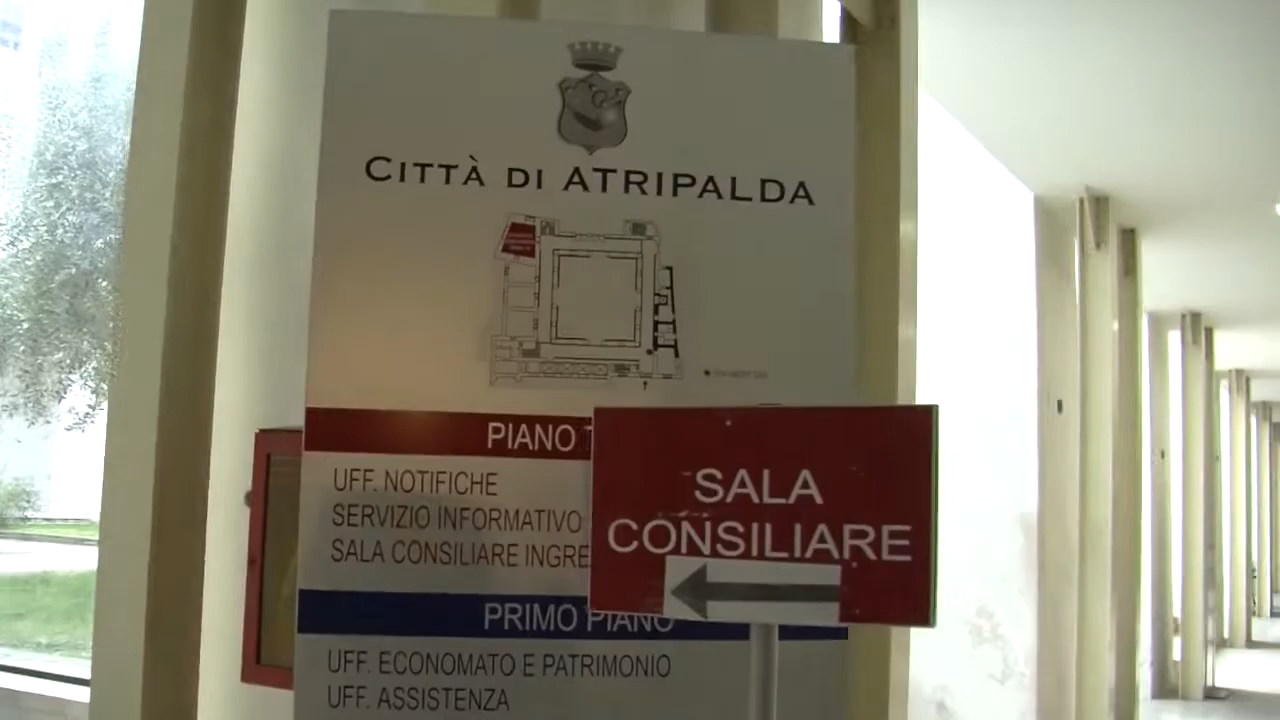 CITTÀ DI ATRIPALDA
PIANO
UFF. NOTIFICHE
SERVIZIO INFORMATIVO
SALA CONSILIARE INGRE
SALA
CONSILIARE
PRIMO PIANO
UFF. ECONOMATO E PATRIMONIO
UFF. ASSISTENZA